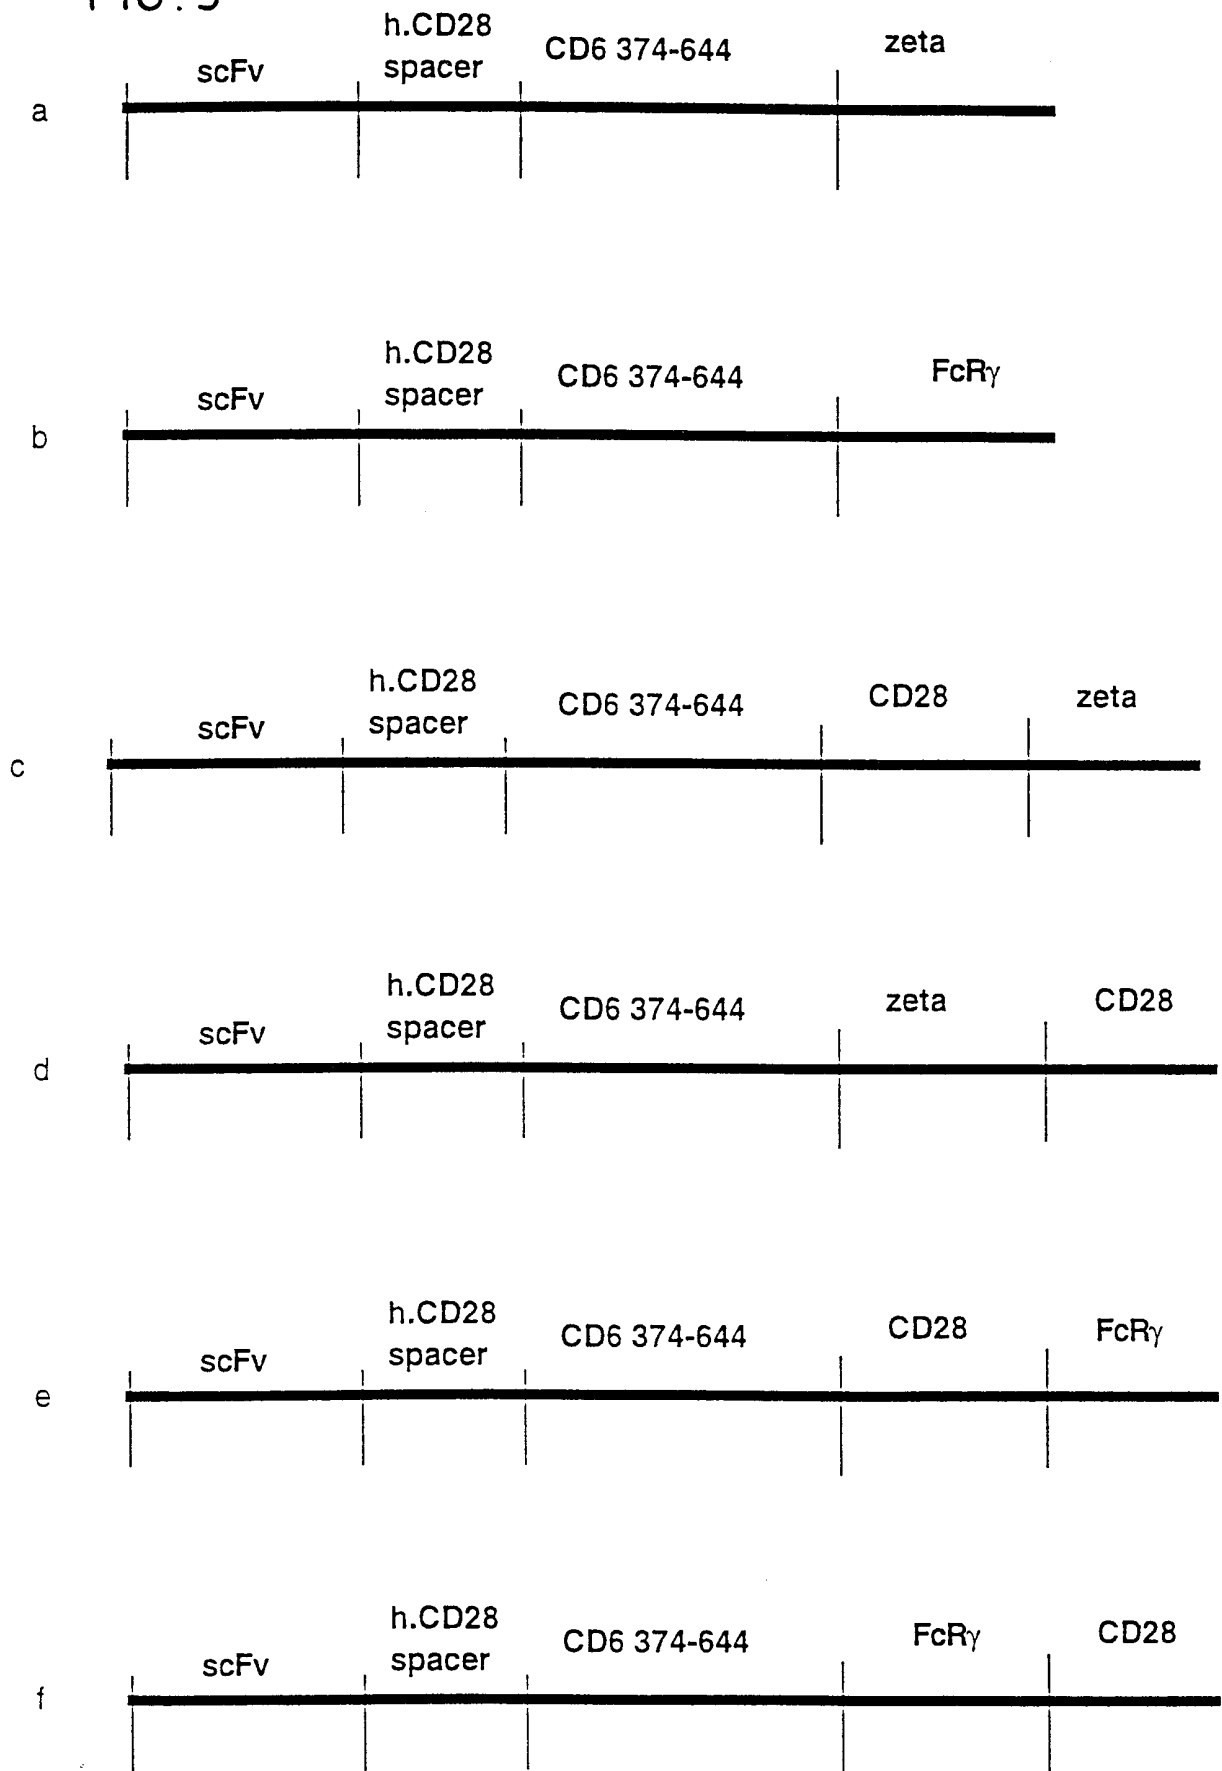 h.CD28
spacer
scFv
CD6 374-644
zeta
a
h.CD28
spacer
scFv
CD6 374-644
FcRγ
b
h.CD28
spacer
scFv
CD6 374-644
CD28
zeta
c
h.CD28
spacer
scFv
CD6 374-644
zeta
CD28
d
h.CD28
spacer
scFv
CD6 374-644
CD28
FcRγ
e
h.CD28
spacer
scFv
CD6 374-644
FcRγ
CD28
f